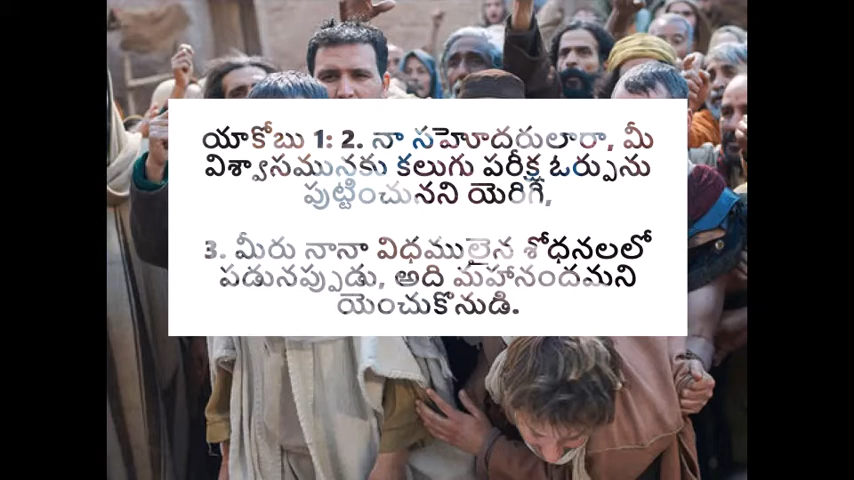 యాకోబు 1: 2. నా సహెూదరులారా, మీ
విశ్వాసమునకు కలుగు పరీక్ష ఓర్పును
పుట్టించునని యెరిగి,
3. మీరు నానా విధములైన శోధనలలో
పడునప్పుడు, అది మహానందమని
యెంచుకొనుడి.